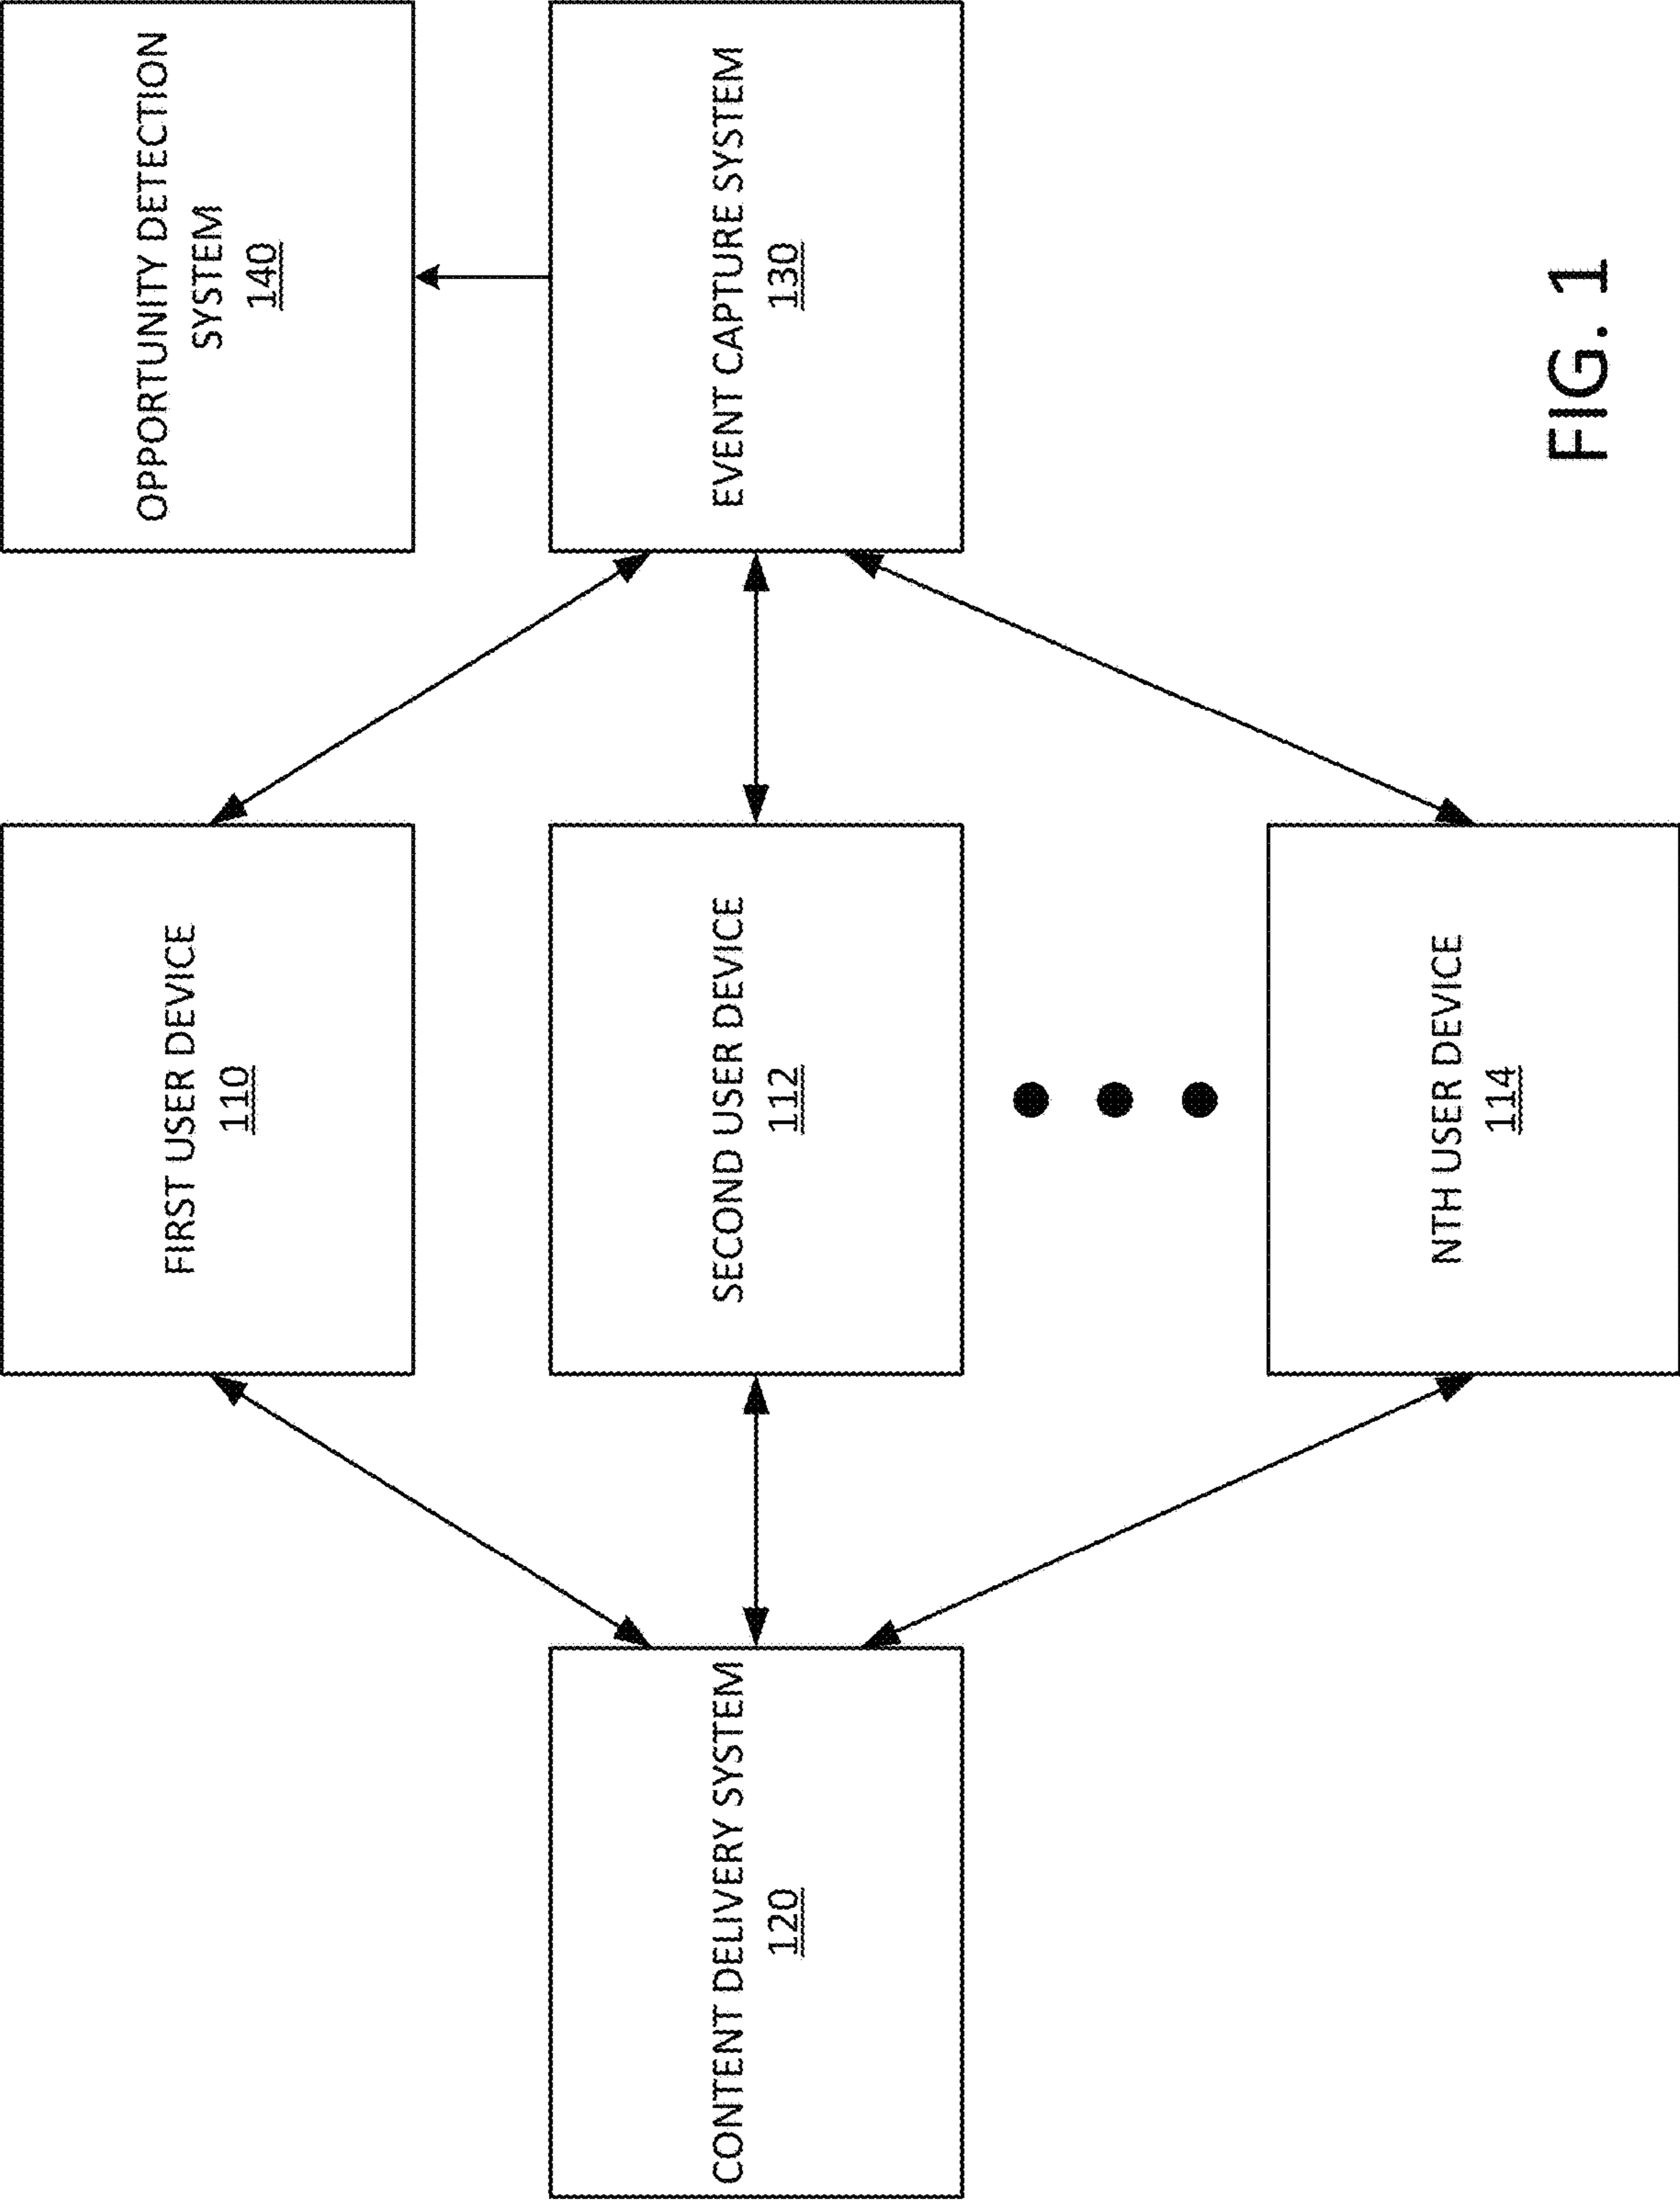 OPPORTUNITY DETECTION
SYSTEM
140
FIRST USER DEVICE
110
CONTENT DELIVERY SYSTEM
120
SECOND USER DEVICE
112
EVENT CAPTURE SYSTEM
130
NTH USER DEVICE
114
FIG. 1